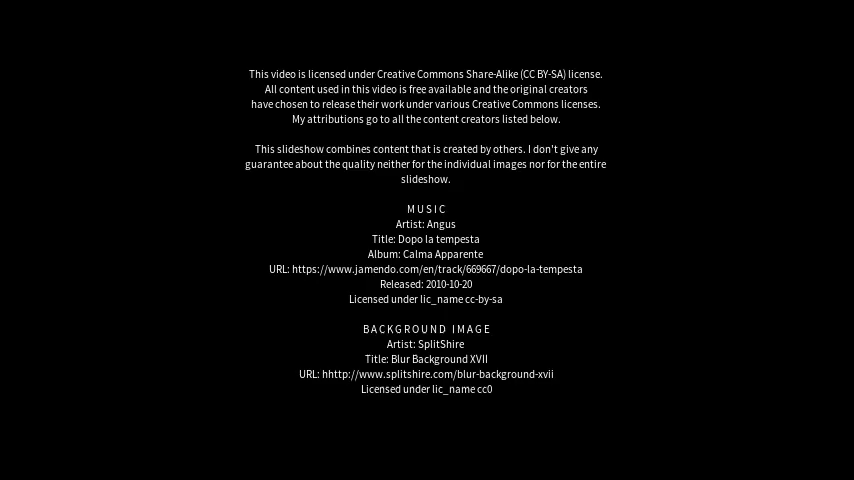 This video is licensed under Creative Commons Share-Alike (CC BY-SA) license.
All content used in this video is free available and the original creators
have chosen to release their work under various Creative Commons licenses.
My attributions go to all the content creators listed below.
This slideshow combines content that is created by others. I don't give any
guarantee about the quality neither for the individual images nor for the entire
slideshow.
MUSIC
Artist: Angus
Title: Dopo la tempesta
Album: Calma Apparente
URL: https://www.jamendo.com/en/track/669667/dopo-la-tempesta
Released: 2010-10-20
Licensed under lic_name cc-by-sa
BACKGROUND IMAGE
Artist: SplitShire
Title: Blur Background XVII
URL: hhttp://www.splitshire.com/blur-background-xvii
Licensed under lic_name cc0